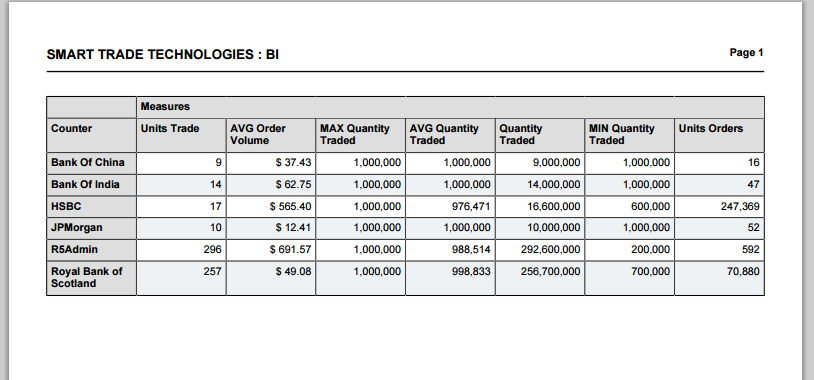 SMART TRADE TECHNOLOGIES : BI
Page 1
Measures
Counter Units Trade AVG Order Volume MAX Quantity Traded AVG Quantity Traded Quantity Traded MIN Quantity Traded Units Orders
Bank Of China 9 $ 37.43 1,000,000 1,000,000 9,000,000 1,000,000 16
Bank Of India 14 $ 62.75 1,000,000 1,000,000 14,000,000 1,000,000 47
HSBC 17 $ 565.40 1,000,000 976,471 16,600,000 600,000 247,369
JPMorgan 10 $ 12.41 1,000,000 1,000,000 10,000,000 1,000,000 52
R5Admin 296 $ 691.57 1,000,000 988,514 292,600,000 200,000 592
Royal Bank of Scotland 257 $ 49.08 1,000,000 998,833 256,700,000 700,000 70,880